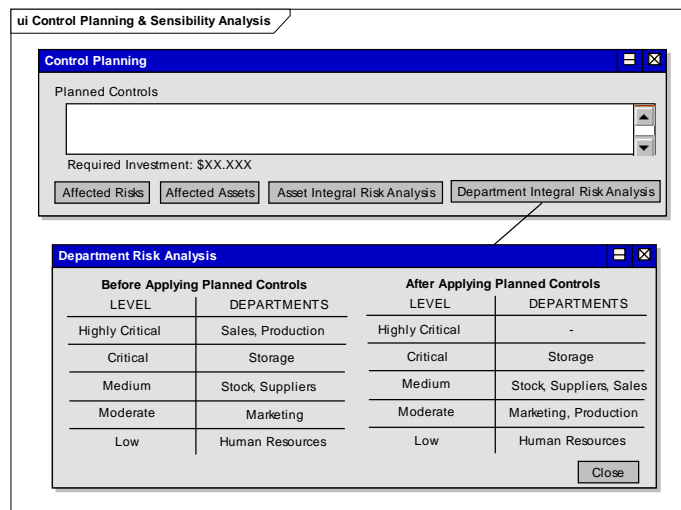 ui Control Planning & Sensibility Analysis
Control Planning
Planned Controls
Required Investment: $XX.XXX
Affected Risks Affected Assets Asset Integral Risk Analysis Department Integral Risk Analysis
Department Risk Analysis
Before Applying Planned Controls After Applying Planned Controls
LEVEL DEPARTMENTS LEVEL DEPARTMENTS
Highly Critical Sales, Production Highly Critical -
Critical Storage Critical Storage
Medium Stock, Suppliers Medium Stock, Suppliers, Sales
Moderate Marketing Moderate Marketing, Production
Low Human Resources Low Human Resources
Close